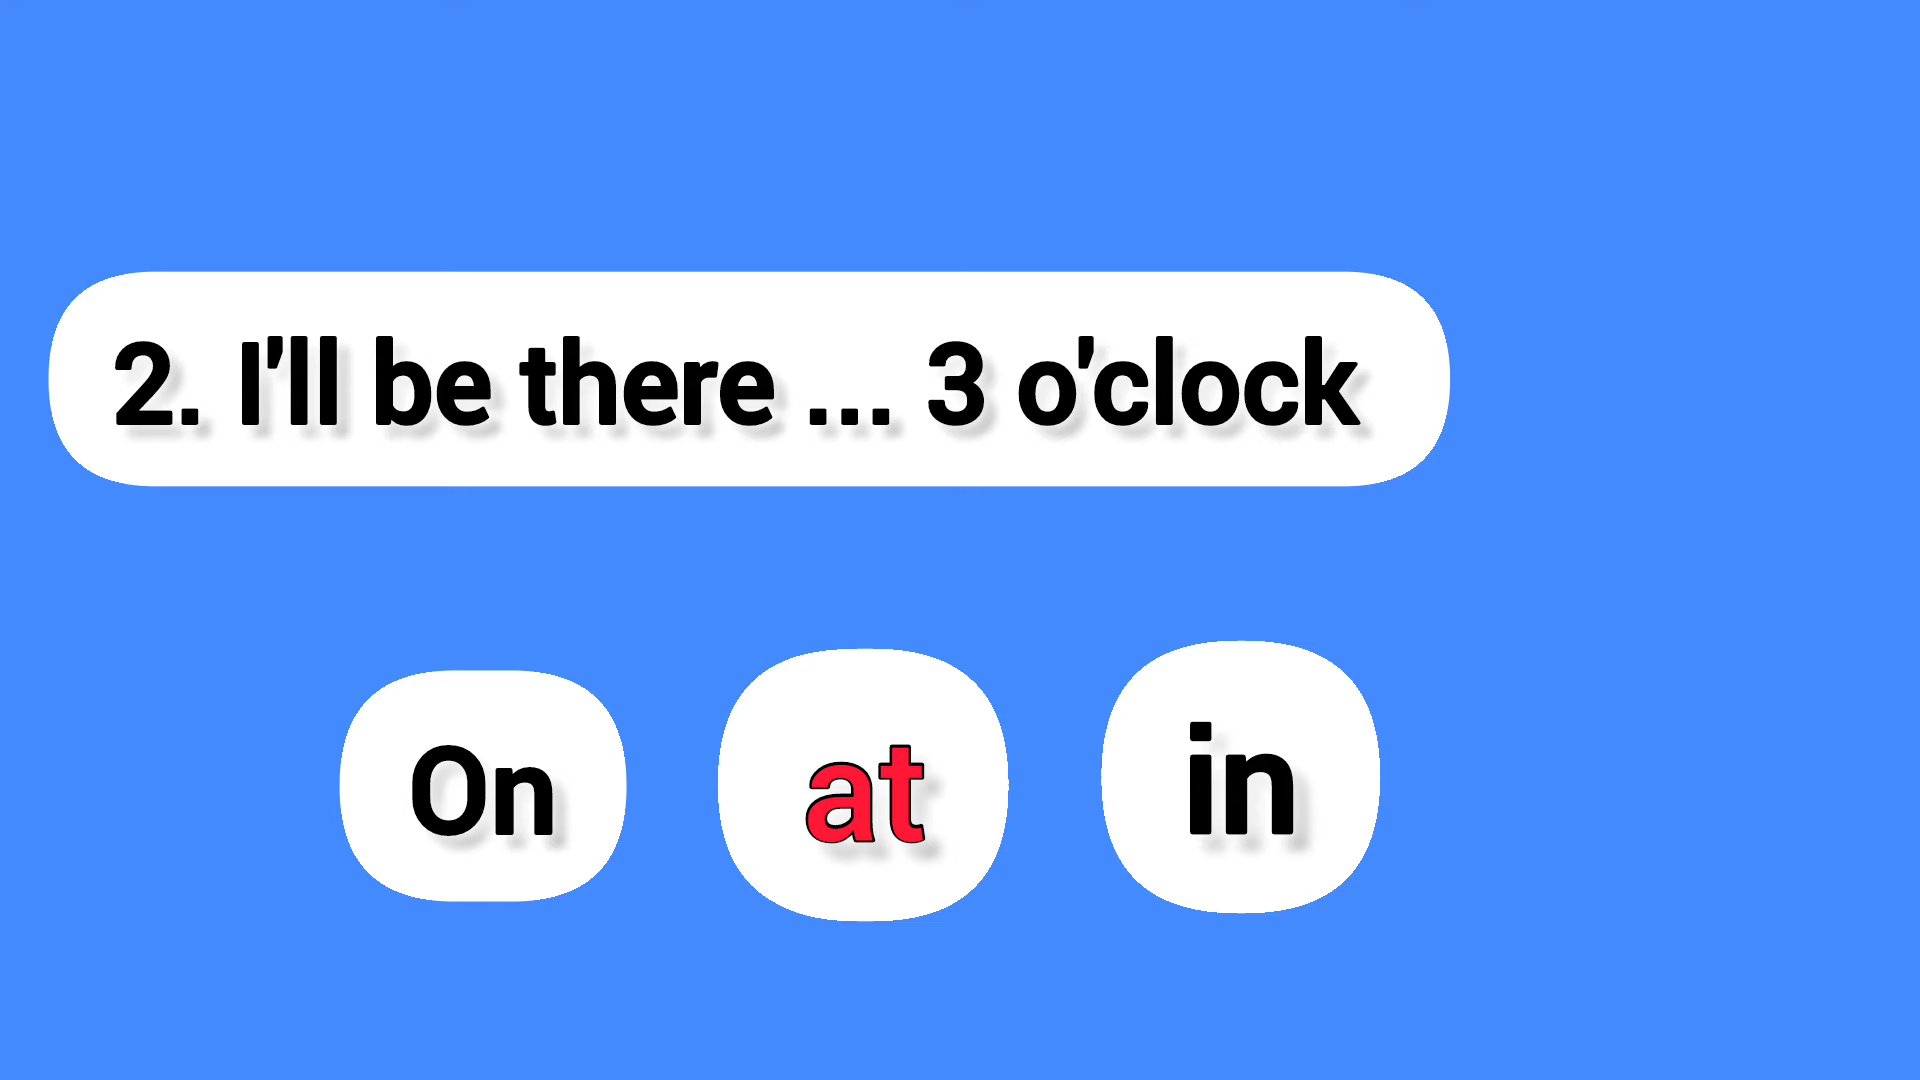 2. I'll be there ... 3 o'clock
On at in